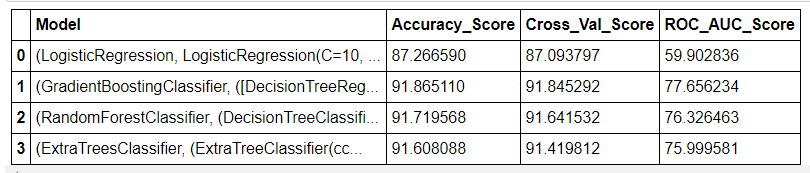 Model Accuracy_Score Cross_Val_Score ROC_AUC_Score
0 (LogisticRegression, LogisticRegression(C=10, ... 87.266590 87.093797 59.902836
1 (GradientBoostingClassifier, ([DecisionTreeReg... 91.865110 91.845292 77.656234
2 (RandomForestClassifier, (DecisionTreeClassifi... 91.719568 91.641532 76.326463
3 (ExtraTreesClassifier, (ExtraTreeClassifier(cc... 91.608088 91.419812 75.999581